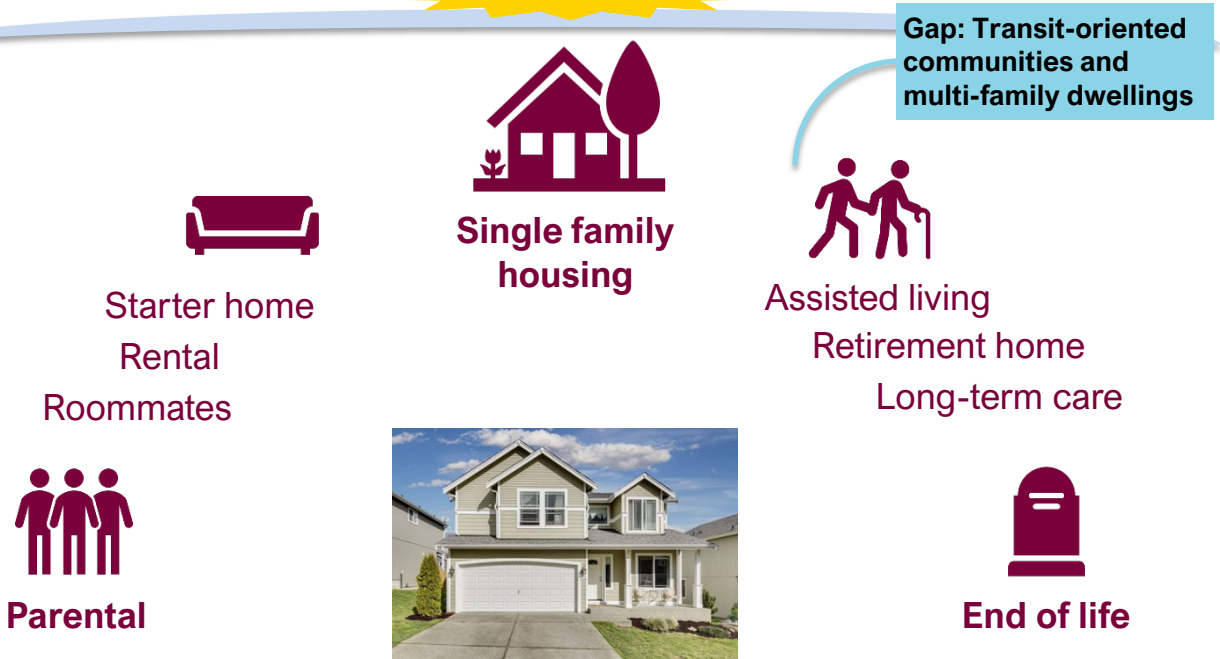 Gap: Transit-oriented
communities and
multi-family dwellings
Single family
housing
Starter home
Rental
Roommates
Assisted living
Retirement home
Long-term care
Parental
End of life